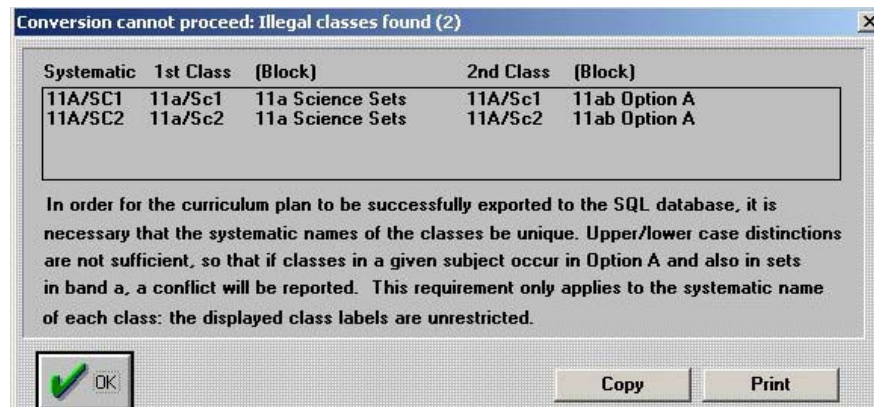 Conversion cannot proceed: Illegal classes found (2)
Systematic 1st Class (Block) 2nd Class (Block)
11A/SC1 11a/Sc1 11a Science Sets 11A/Sc1 11ab Option A
11A/SC2 11a/Sc2 11a Science Sets 11A/Sc2 11ab Option A
In order for the curriculum plan to be successfully exported to the SQL database, it is
necessary that the systematic names of the classes be unique. Upper/lower case distinctions
are not sufficient, so that if classes in a given subject occur in Option A and also in sets
in band a, a conflict will be reported. This requirement only applies to the systematic name
of each class: the displayed class labels are unrestricted.
OK Copy Print